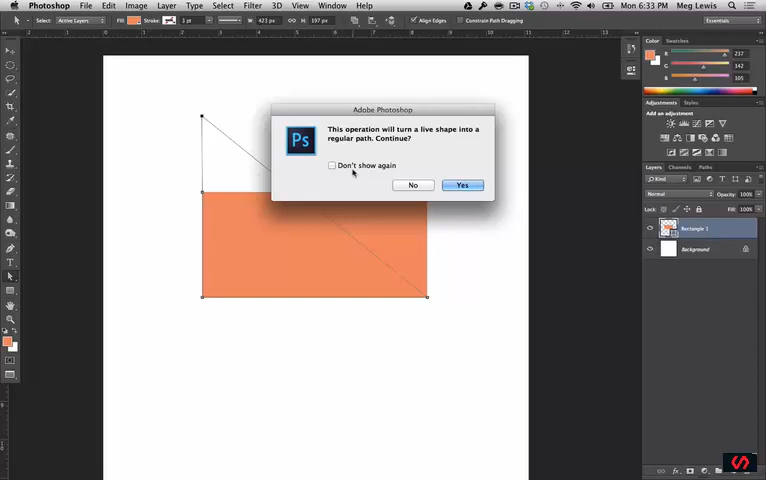 Photoshop File Edit Image Layer Type Select Filter 3D View Window Help Mon 6:33 PM Meg Lewis
Select: Active Layers Fill: Stroke: 3 pt W: 423 px H: 197 px Align Edges Constrain Path Dragging Essentials
Adobe Photoshop
This operation will turn a live shape into a
regular path. Continue?
Don't show again
No Yes
Ps
Color Swatches
R 237
G 142
B 105
Adjustments Styles
Add an adjustment
Layers Channels Paths
Kind
Normal Opacity: 100%
Lock: Fill: 100%
Rectangle 1
Background
fx